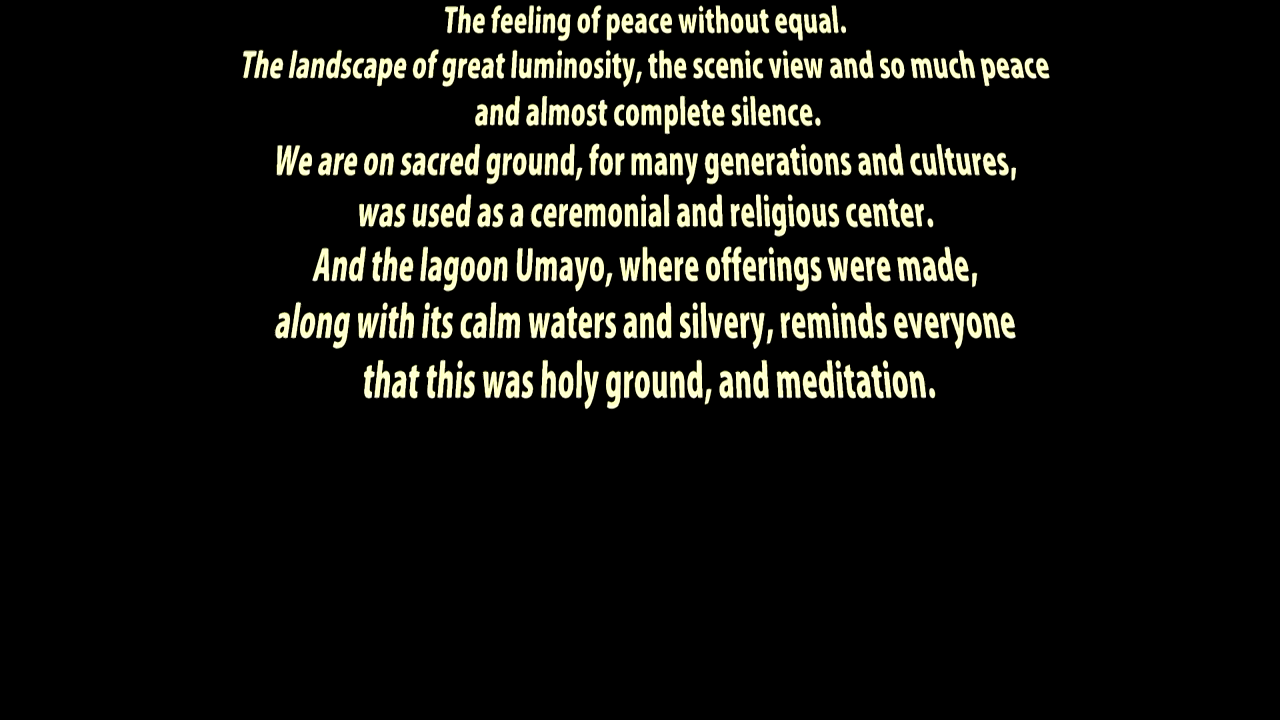 The feeling of peace without equal.
The landscape of great luminosity, the scenic view and so much peace
and almost complete silence.
We are on sacred ground, for many generations and cultures,
was used as a ceremonial and religious center.
And the lagoon Umayo, where offerings were made,
along with its calm waters and silvery, reminds everyone
that this was holy ground, and meditation.